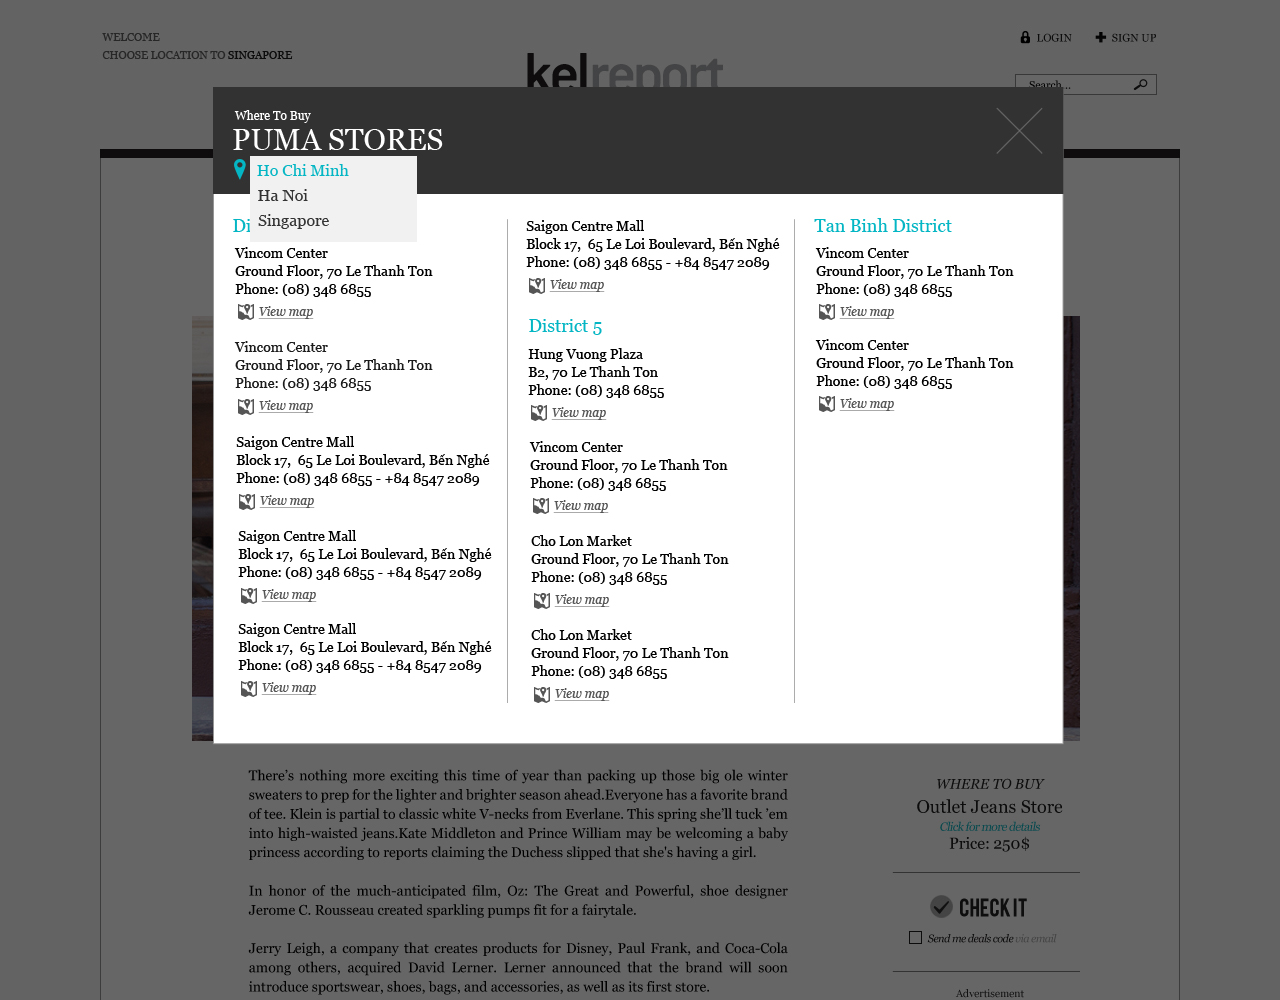 WELCOME
CHOOSE LOCATION TO SINGAPORE
LOGIN
SIGN UP
kelreport
Search...
Where To Buy
PUMA STORES
Ho Chi Minh
Ha Noi
Singapore
Di
Vincom Center
Ground Floor, 70 Le Thanh Ton
Phone: (08) 348 6855
View map
Vincom Center
Ground Floor, 70 Le Thanh Ton
Phone: (08) 348 6855
View map
Saigon Centre Mall
Block 17,  65 Le Loi Boulevard, Bến Nghé
Phone: (08) 348 6855 - +84 8547 2089
View map
Saigon Centre Mall
Block 17,  65 Le Loi Boulevard, Bến Nghé
Phone: (08) 348 6855 - +84 8547 2089
View map
Saigon Centre Mall
Block 17,  65 Le Loi Boulevard, Bến Nghé
Phone: (08) 348 6855 - +84 8547 2089
View map
Saigon Centre Mall
Block 17,  65 Le Loi Boulevard, Bến Nghé
Phone: (08) 348 6855 - +84 8547 2089
View map
District 5
Hung Vuong Plaza
B2, 70 Le Thanh Ton
Phone: (08) 348 6855
View map
Vincom Center
Ground Floor, 70 Le Thanh Ton
Phone: (08) 348 6855
View map
Cho Lon Market
Ground Floor, 70 Le Thanh Ton
Phone: (08) 348 6855
View map
Cho Lon Market
Ground Floor, 70 Le Thanh Ton
Phone: (08) 348 6855
View map
Tan Binh District
Vincom Center
Ground Floor, 70 Le Thanh Ton
Phone: (08) 348 6855
View map
Vincom Center
Ground Floor, 70 Le Thanh Ton
Phone: (08) 348 6855
View map
There's nothing more exciting this time of year than packing up those big ole winter
sweaters to prep for the lighter and brighter season ahead.Everyone has a favorite brand
of tee. Klein is partial to classic white V-necks from Everlane. This spring she'll tuck 'em
into high-waisted jeans.Kate Middleton and Prince William may be welcoming a baby
princess according to reports claiming the Duchess slipped that she's having a girl.
In honor of the much-anticipated film, Oz: The Great and Powerful, shoe designer
Jerome C. Rousseau created sparkling pumps fit for a fairytale.
Jerry Leigh, a company that creates products for Disney, Paul Frank, and Coca-Cola
among others, acquired David Lerner. Lerner announced that the brand will soon
introduce sportswear, shoes, bags, and accessories, as well as its first store.
WHERE TO BUY
Outlet Jeans Store
Click for more details
Price: 250$
CHECK IT
Send me deals code via email
Advertisement